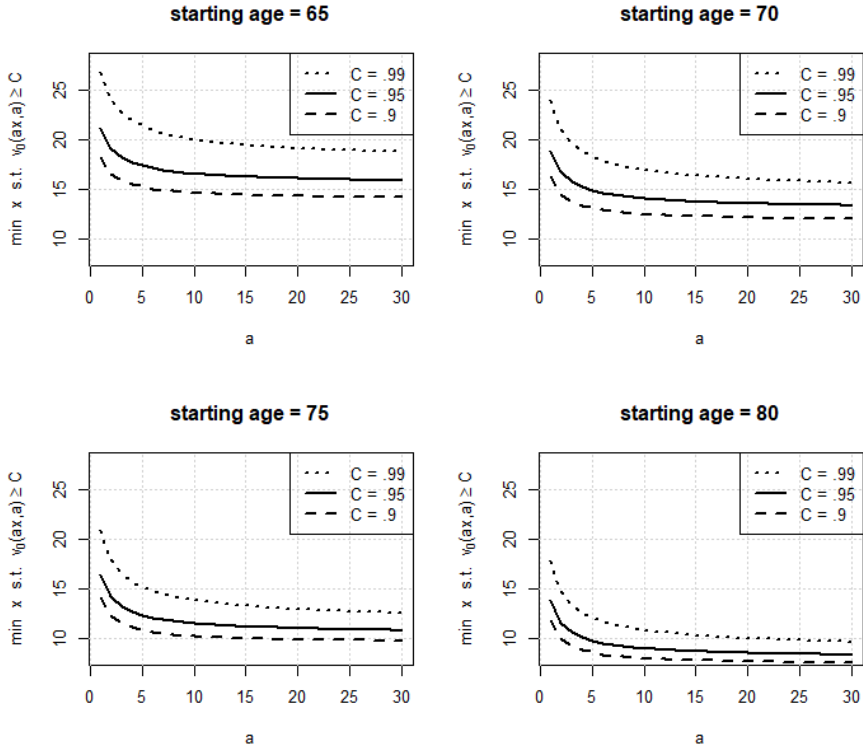 starting age = 65
min x s.t. v₀(ax,a) ≥ C
25
20
15
10
C = .99
C = .95
C = .9
0 5 10 15 20 25 30
a
starting age = 70
min x s.t. v₀(ax,a) ≥ C
25
20
15
10
C = .99
C = .95
C = .9
0 5 10 15 20 25 30
a
starting age = 75
min x s.t. v₀(ax,a) ≥ C
25
20
15
10
C = .99
C = .95
C = .9
0 5 10 15 20 25 30
a
starting age = 80
min x s.t. v₀(ax,a) ≥ C
25
20
15
10
C = .99
C = .95
C = .9
0 5 10 15 20 25 30
a